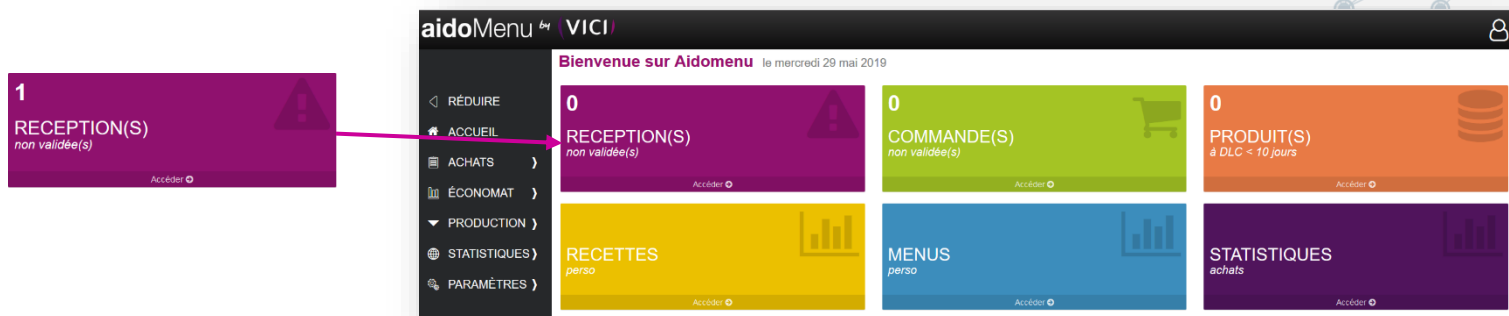 1
RECEPTION(S)
non validée(s)
Accéder
aidoMenu by (VICI)
Bienvenue sur Aidomenu le mercredi 29 mai 2019
RÉDUIRE
ACCUEIL
ACHATS
ÉCONOMAT
PRODUCTION
STATISTIQUES
PARAMÈTRES
0
RECEPTION(S)
non validée(s)
Accéder
0
COMMANDE(S)
non validée(s)
Accéder
0
PRODUIT(S)
à DLC < 10 jours
Accéder
RECETTES
perso
Accéder
MENUS
perso
Accéder
STATISTIQUES
achats
Accéder